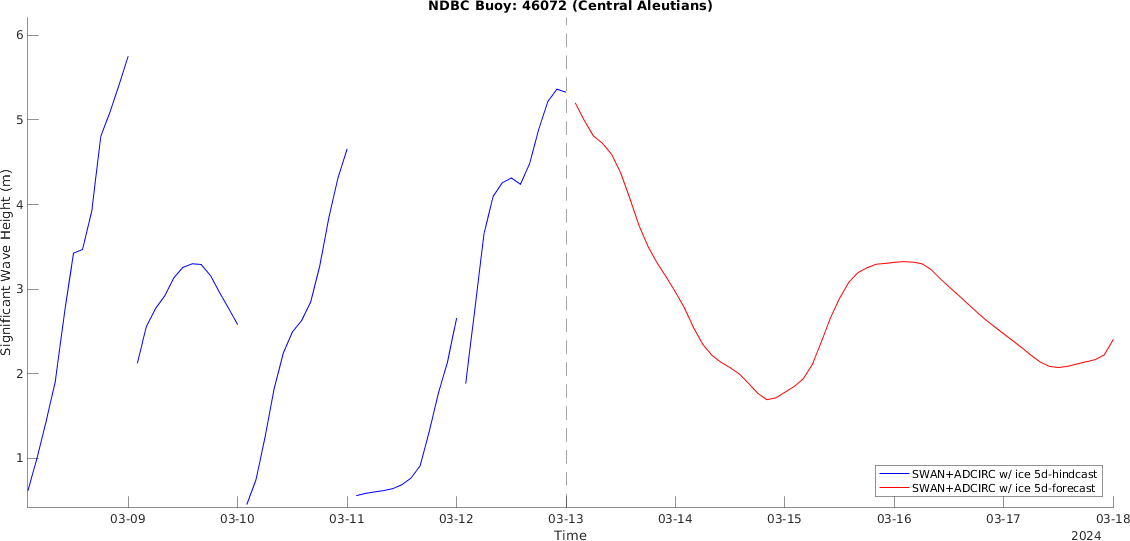 NDBC Buoy: 46072 (Central Aleutians)
6
5
4
3
2
1
Significant Wave Height (m)
SWAN+ADCIRC w/ ice 5d-hindcast
SWAN+ADCIRC w/ ice 5d-forecast
03-09 03-10 03-11 03-12 03-13 03-14 03-15 03-16 03-17 03-18
Time
2024